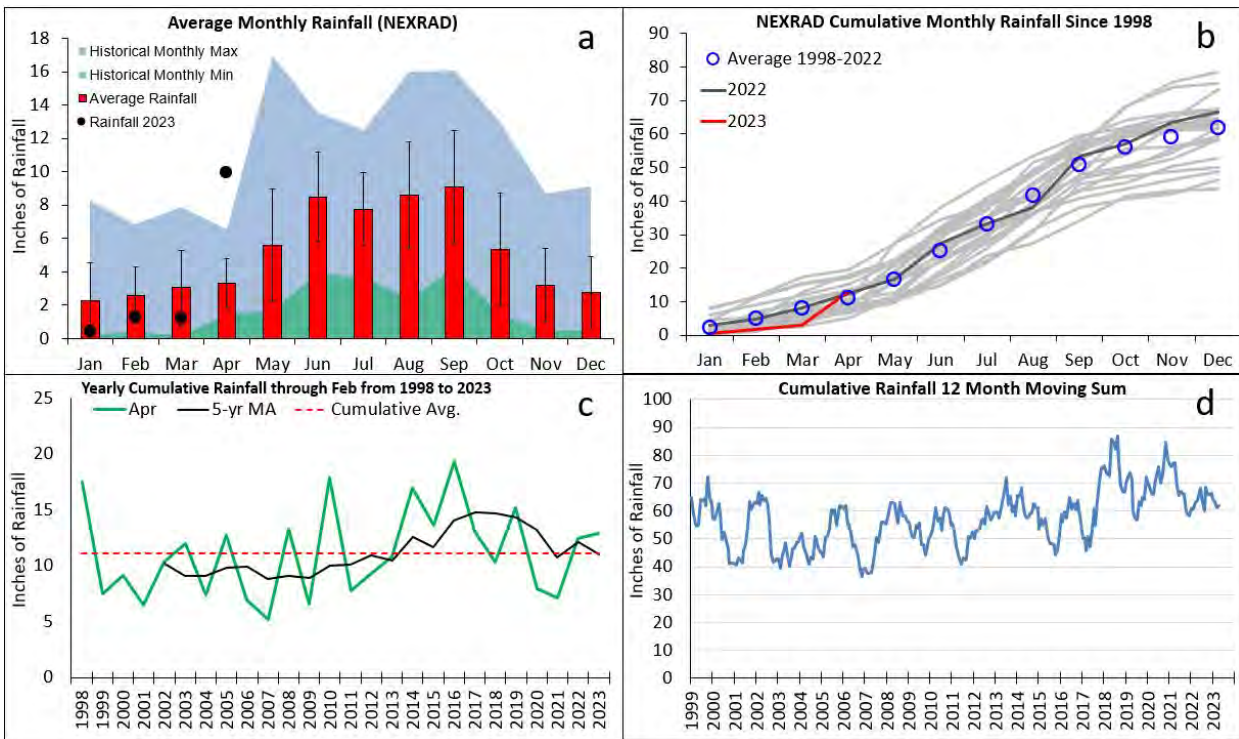 Average Monthly Rainfall (NEXRAD)
a
Inches of Rainfall
18
16
14
12
10
8
6
4
2
0
Historical Monthly Max
Historical Monthly Min
Average Rainfall
Rainfall 2023
Jan Feb Mar Apr May Jun Jul Aug Sep Oct Nov Dec
NEXRAD Cumulative Monthly Rainfall Since 1998
b
Inches of Rainfall
90
80
70
60
50
40
30
20
10
0
Average 1998-2022
2022
2023
Jan Feb Mar Apr May Jun Jul Aug Sep Oct Nov Dec
Yearly Cumulative Rainfall through Feb from 1998 to 2023
c
Apr 5-yr MA Cumulative Avg.
Inches of Rainfall
25
20
15
10
5
0
1998 1999 2000 2001 2002 2003 2004 2005 2006 2007 2008 2009 2010 2011 2012 2013 2014 2015 2016 2017 2018 2019 2020 2021 2022 2023
Cumulative Rainfall 12 Month Moving Sum
d
Inches of Rainfall
100
90
80
70
60
50
40
30
20
10
0
1999 2000 2001 2002 2003 2004 2005 2006 2007 2008 2009 2010 2011 2012 2013 2014 2015 2016 2017 2018 2019 2020 2021 2022 2023